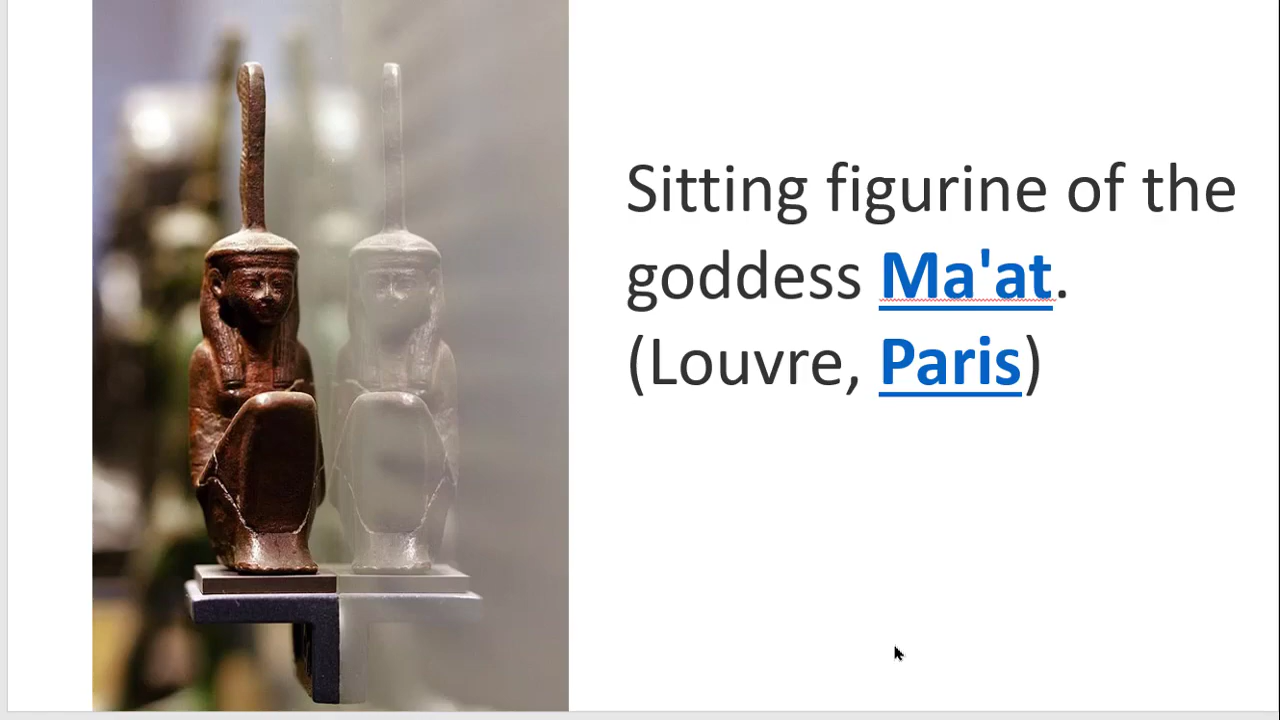 Sitting figurine of the
goddess Ma'at.
(Louvre, Paris)